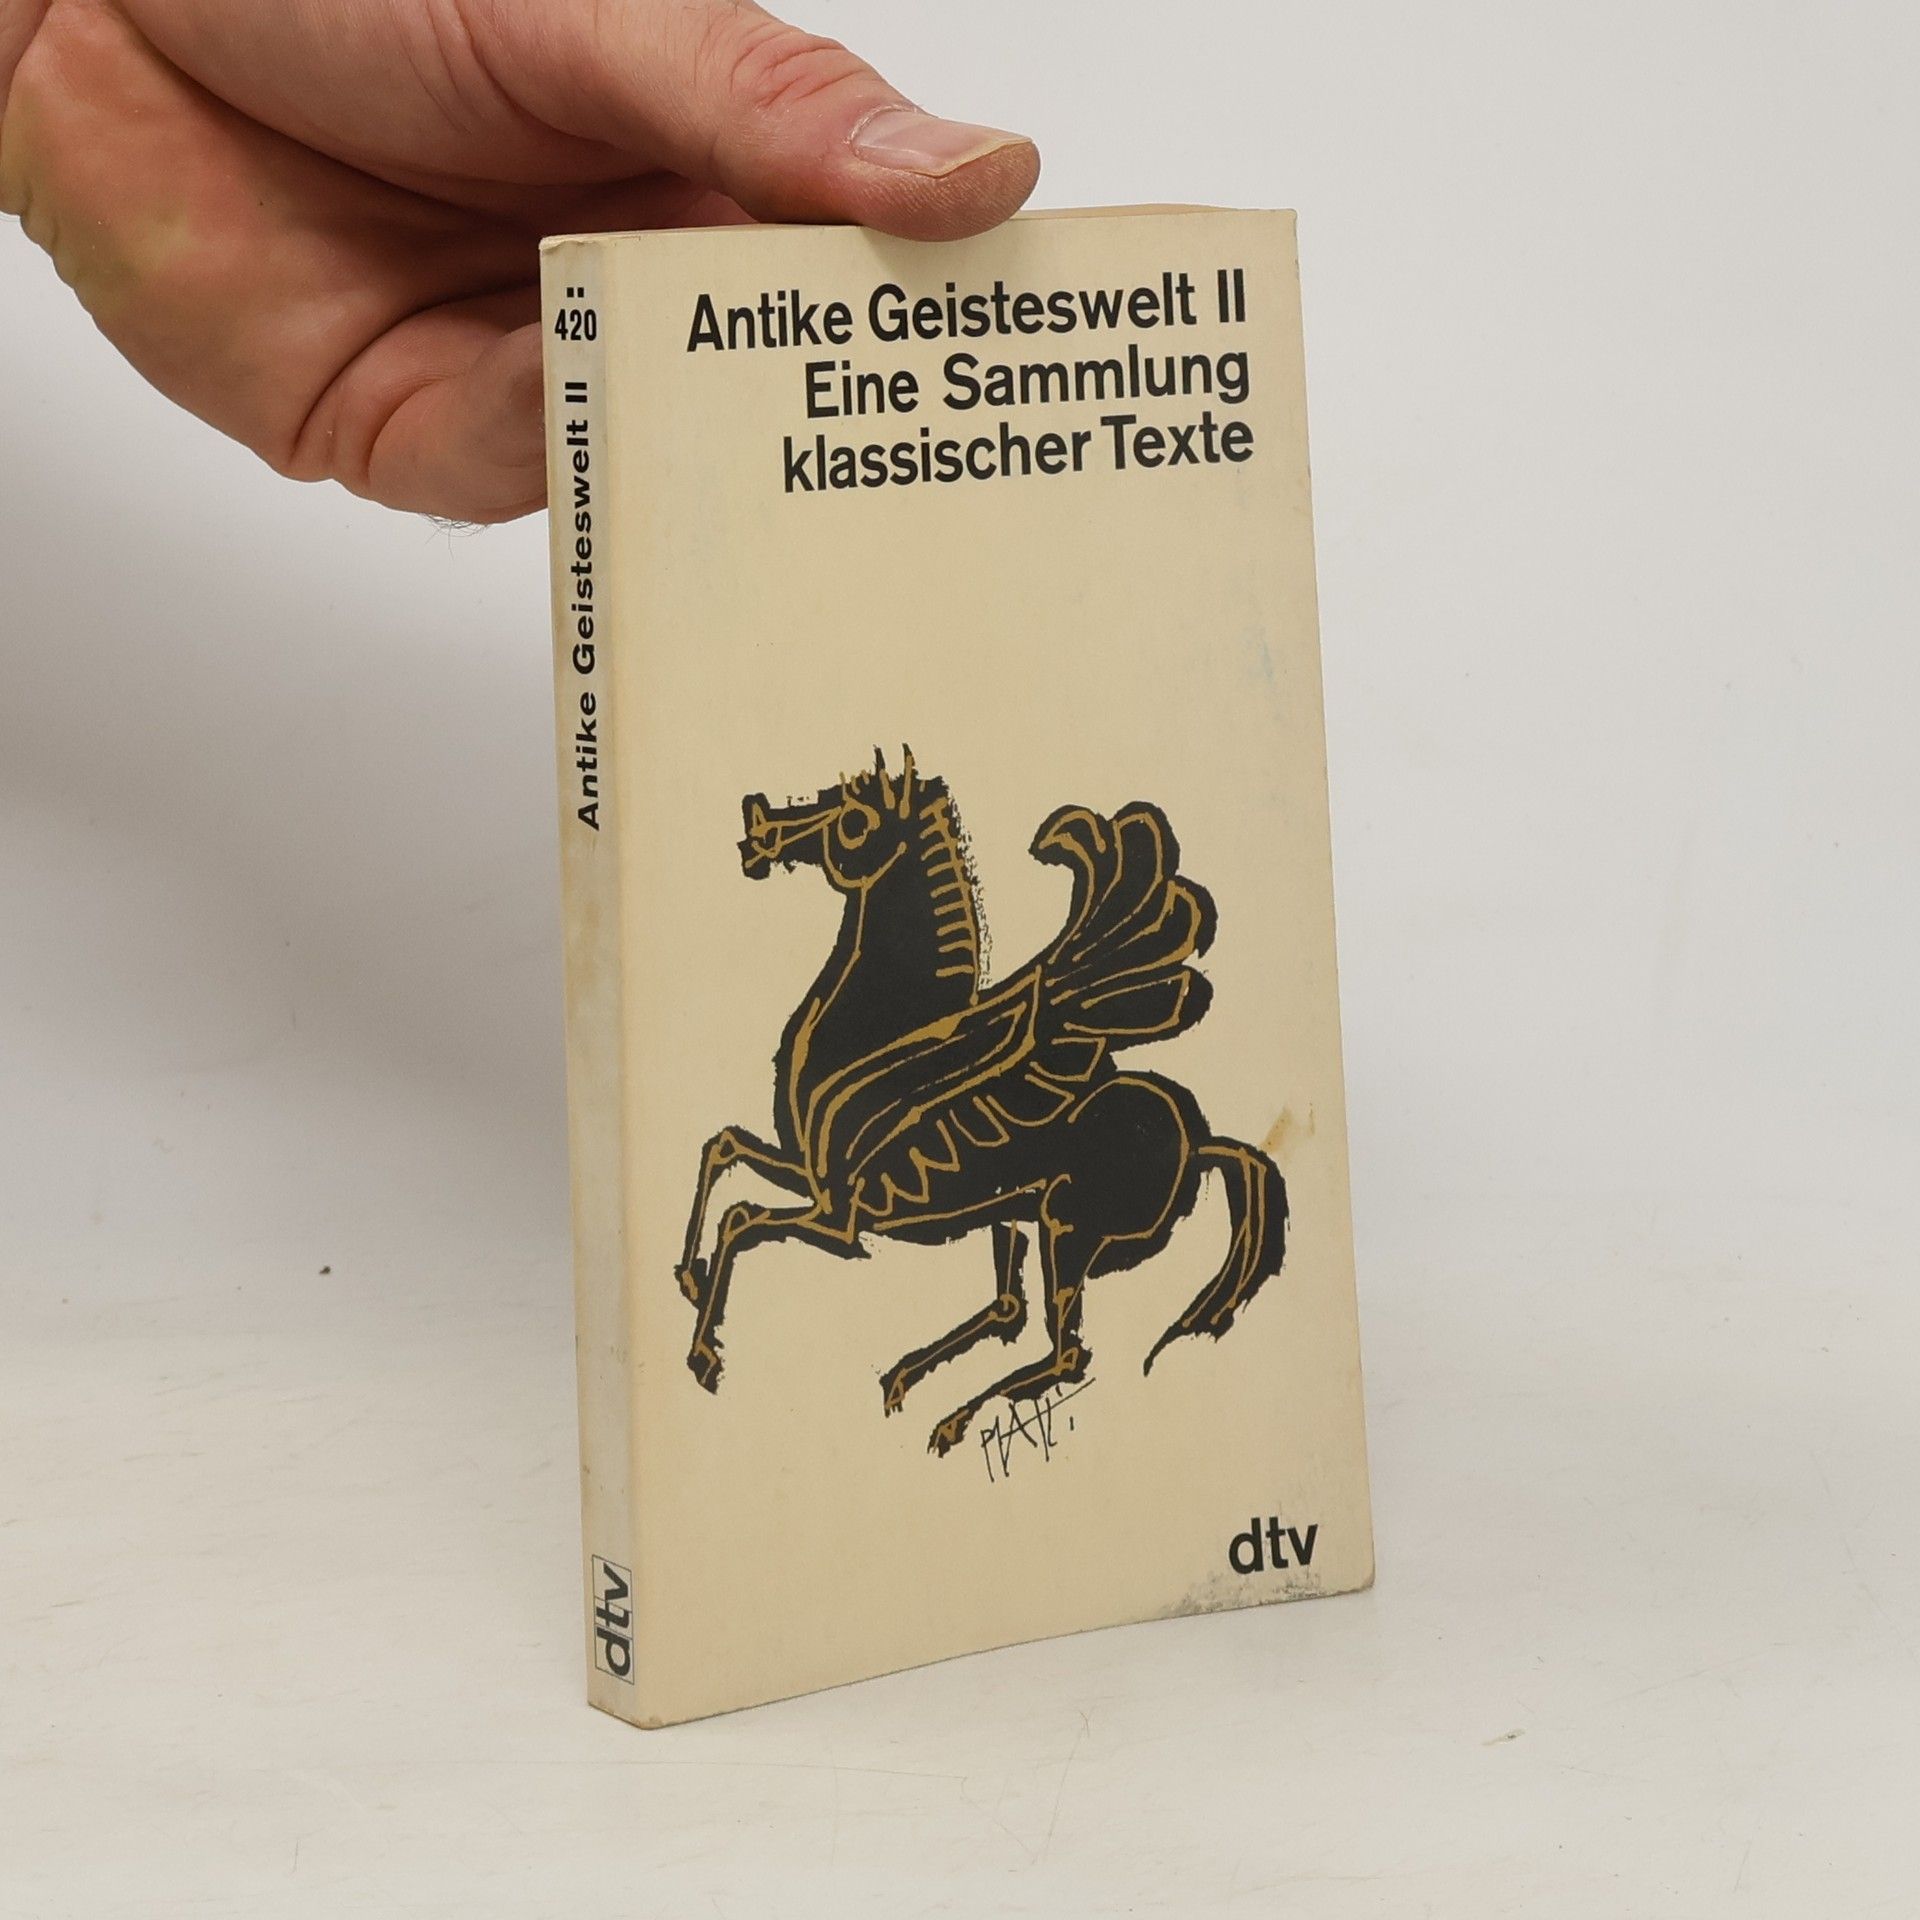 Antike Geisteswelt II
Eine Sammlung
klassischer Texte
dtv
420
Antike Geisteswelt II
dtv